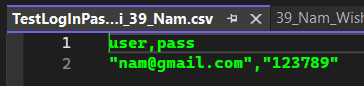 TestLogInPas...i_39_Nam.csv 39_Nam_Wish
1 user,pass
2 "nam@gmail.com","123789"